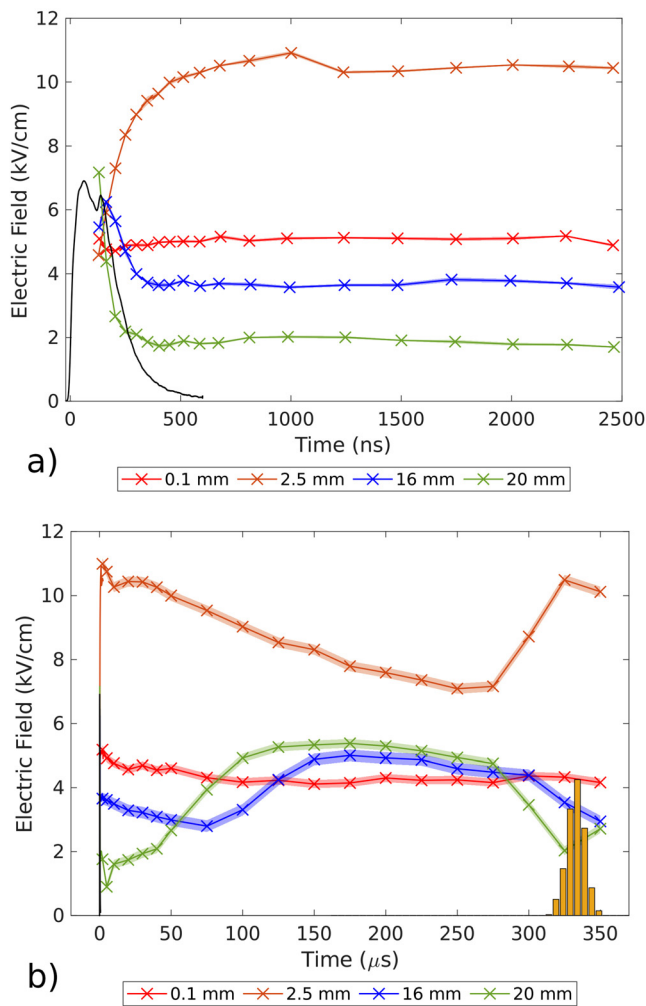 12
10
8
6
4
2
0
Electric Field (kV/cm)
0 500 1000 1500 2000 2500
Time (ns)
a)
0.1 mm 2.5 mm 16 mm 20 mm
12
10
8
6
4
2
0
Electric Field (kV/cm)
0 50 100 150 200 250 300 350
Time (μs)
b)
0.1 mm 2.5 mm 16 mm 20 mm